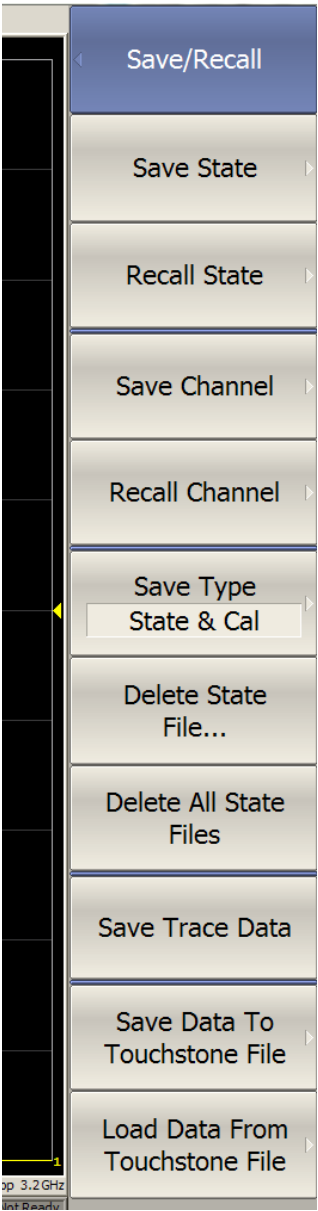 Save/Recall
Save State
Recall State
Save Channel
Recall Channel
Save Type
State & Cal
Delete State
File...
Delete All State
Files
Save Trace Data
Save Data To
Touchstone File
Load Data From
Touchstone File
1
3.2 GHz
Not Ready